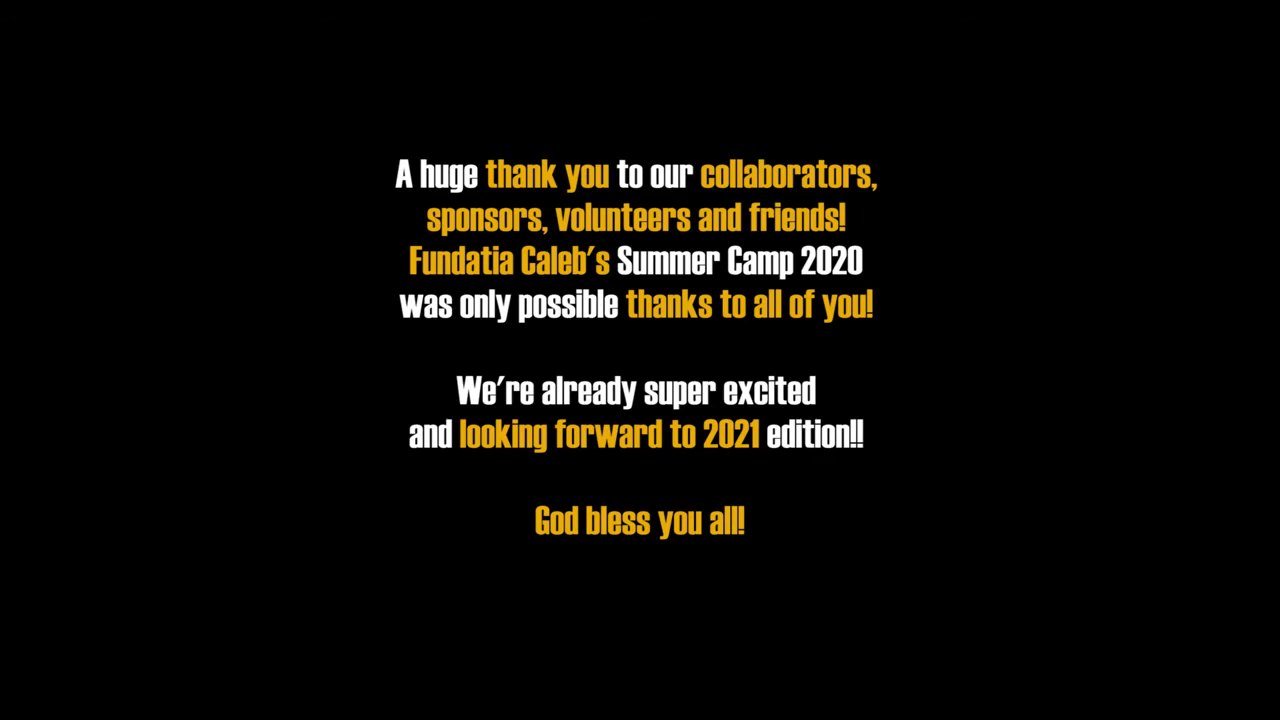 A huge thank you to our collaborators,
sponsors, volunteers and friends!
Fundatia Caleb's Summer Camp 2020
was only possible thanks to all of you!
We're already super excited
and looking forward to 2021 edition!!
God bless you all!